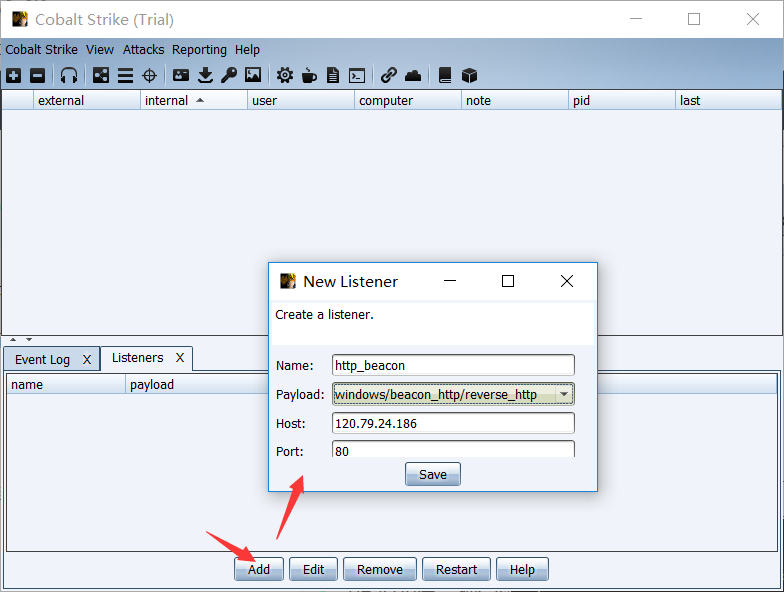 Cobalt Strike (Trial)
Cobalt Strike View Attacks Reporting Help
external internal user computer note pid last
New Listener
Create a listener.
Name: http_beacon
Payload: windows/beacon_http/reverse_http
Host: 120.79.24.186
Port: 80
Save
Event Log X Listeners X
name payload
Add Edit Remove Restart Help